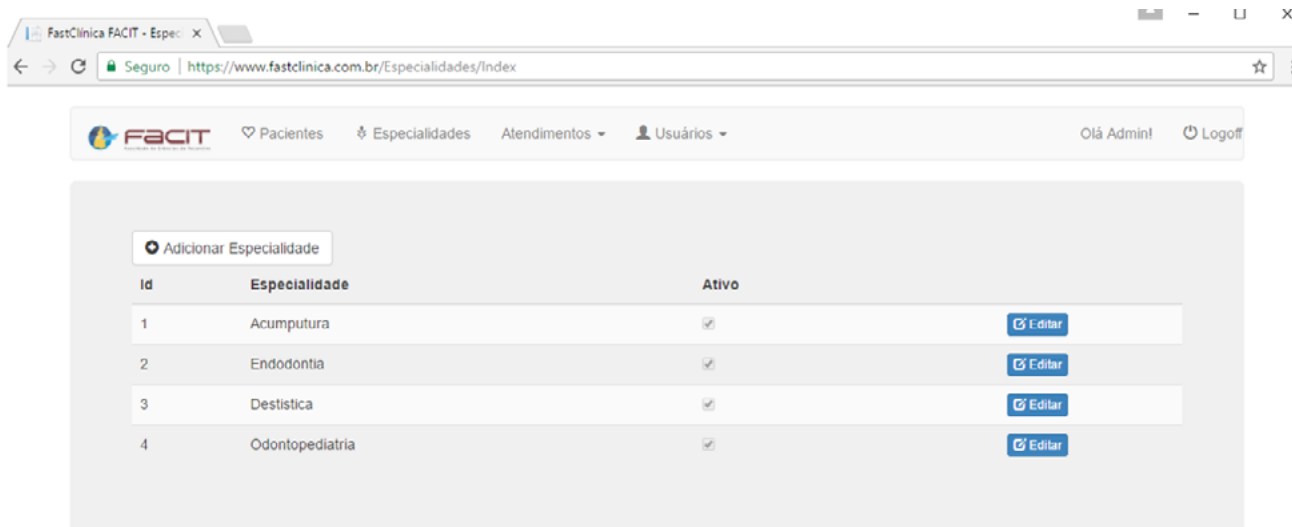 FastClínica FACIT - Espec
Seguro | https://www.fastclinica.com.br/Especialidades/Index
FACIT Pacientes Especialidades Atendimentos Usuários Olá Admin! Logoff
Adicionar Especialidade
Id Especialidade Ativo
1 Acumputura Editar
2 Endodontia Editar
3 Destistica Editar
4 Odontopediatria Editar